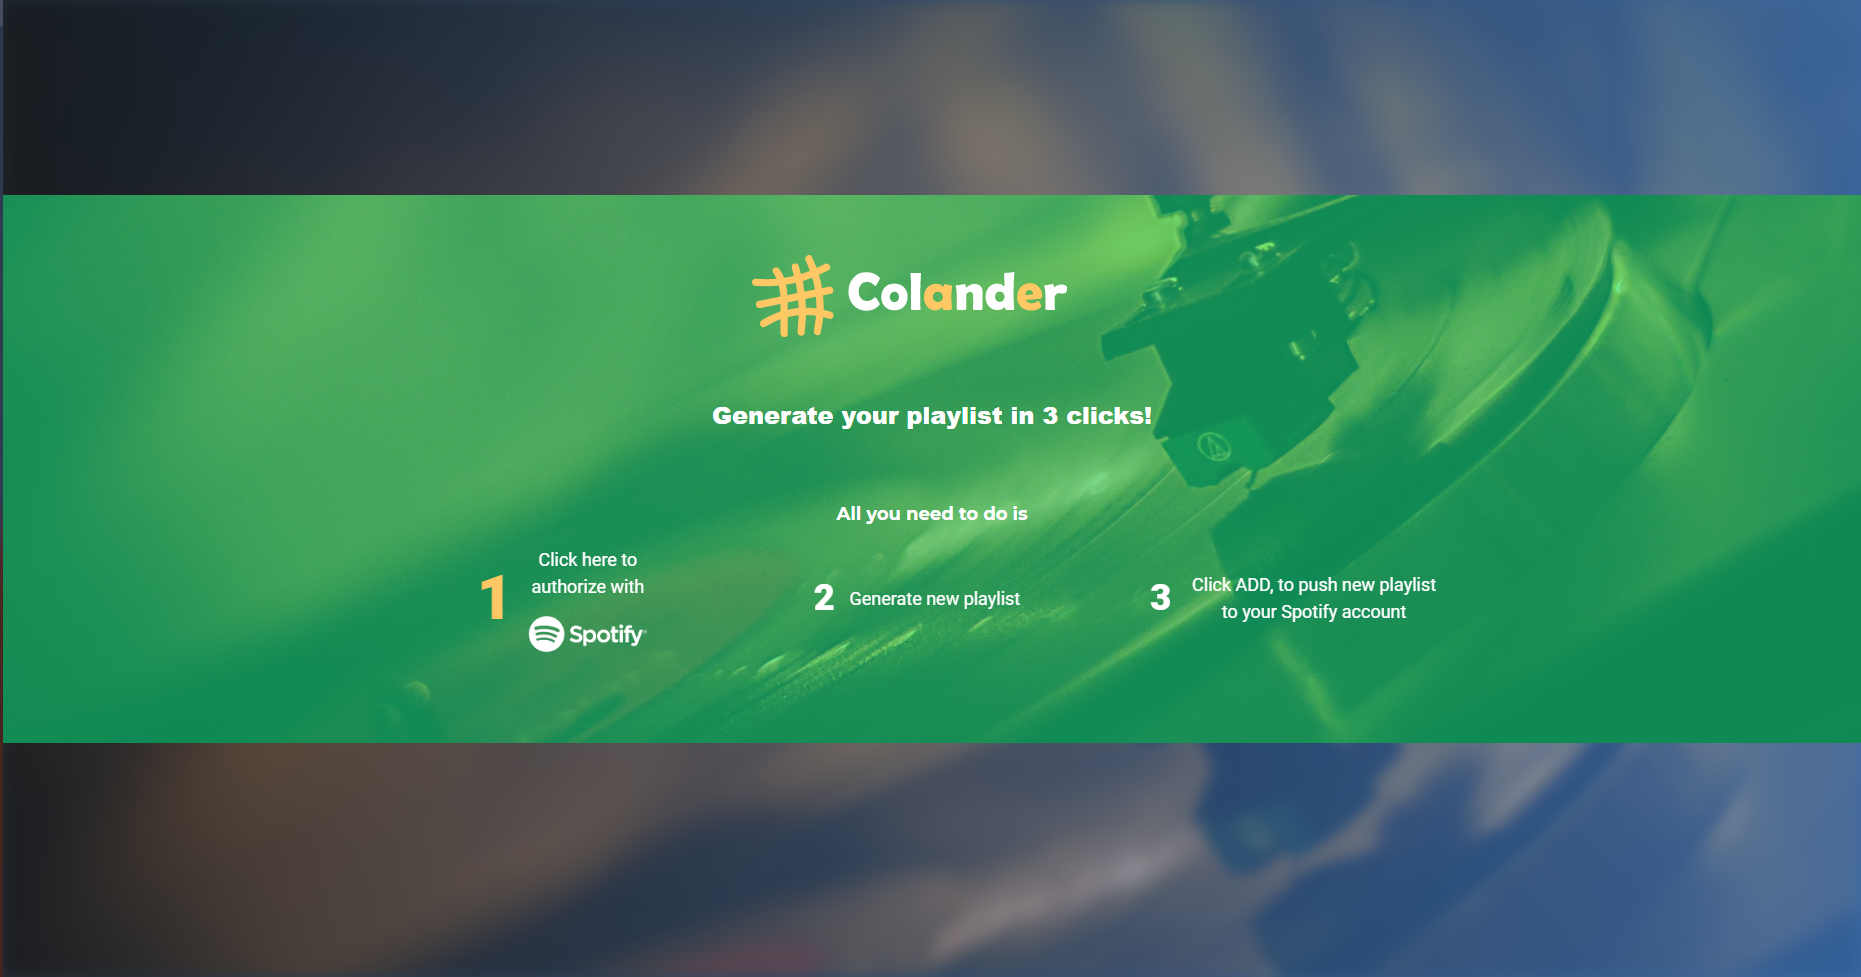 Colander
Generate your playlist in 3 clicks!
All you need to do is
1
Click here to
authorize with
Spotify
2 Generate new playlist
3
Click ADD, to push new playlist
to your Spotify account